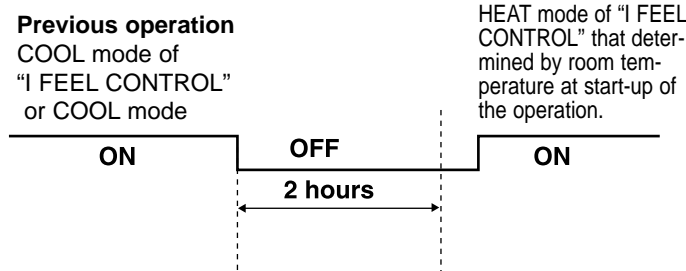 Previous operation
COOL mode of
“I FEEL CONTROL”
or COOL mode
HEAT mode of “I FEEL
CONTROL” that deter-
mined by room tem-
perature at start-up of
the operation.
ON
OFF
ON
2 hours